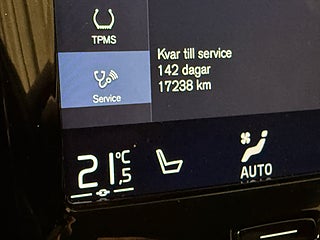 TPMS
Kvar till service
142 dagar
17238 km
Service
21,5 °C
AUTO